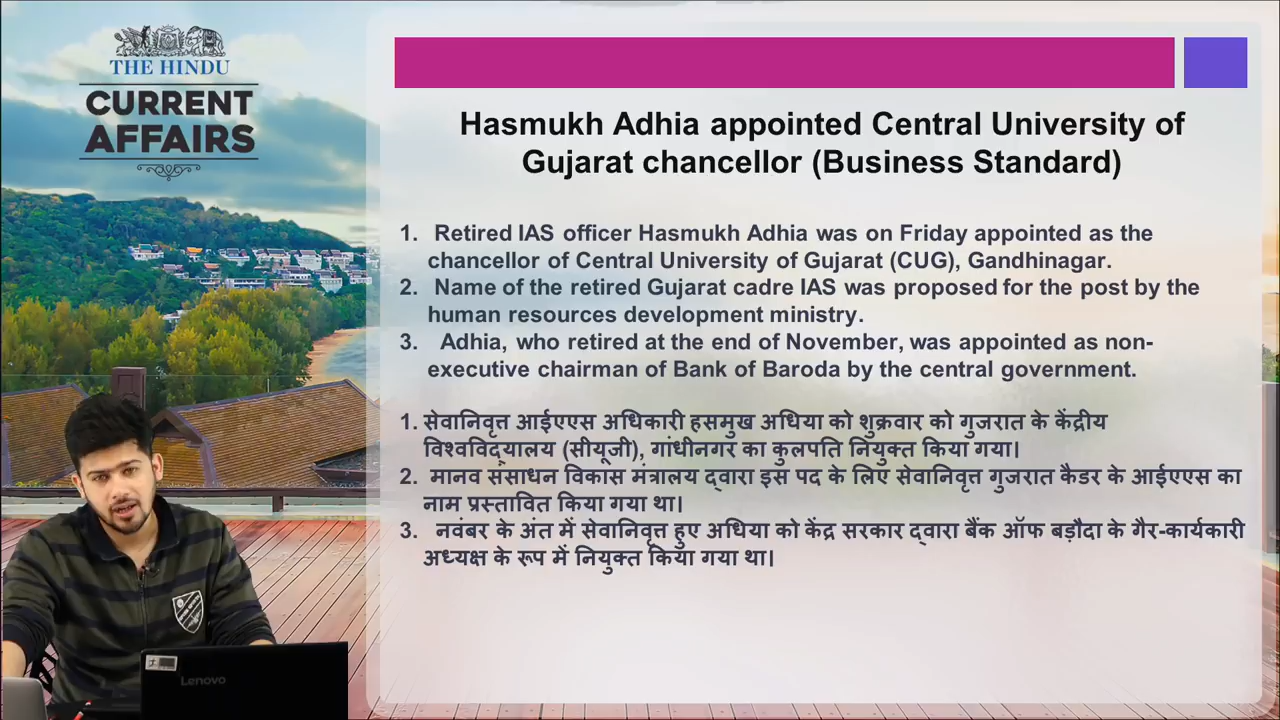 THE HINDU
CURRENT
AFFAIRS
Hasmukh Adhia appointed Central University of
Gujarat chancellor (Business Standard)
1. Retired IAS officer Hasmukh Adhia was on Friday appointed as the
chancellor of Central University of Gujarat (CUG), Gandhinagar.
2. Name of the retired Gujarat cadre IAS was proposed for the post by the
human resources development ministry.
3. Adhia, who retired at the end of November, was appointed as non-
executive chairman of Bank of Baroda by the central government.
1. सेवानिवृत्त आईएएस अधिकारी हसमुख अधिया को शुक्रवार को गुजरात के केंद्रीय
विश्वविद्यालय (सीयूजी), गांधीनगर का कुलपति नियुक्त किया गया।
2. मानव संसाधन विकास मंत्रालय द्वारा इस पद के लिए सेवानिवृत्त गुजरात कैडर के आईएएस का
नाम प्रस्तावित किया गया था।
3. नवंबर के अंत में सेवानिवृत्त हुए अधिया को केंद्र सरकार द्वारा बैंक ऑफ बड़ौदा के गैर-कार्यकारी
अध्यक्ष के रूप में नियुक्त किया गया था।
Lenovo